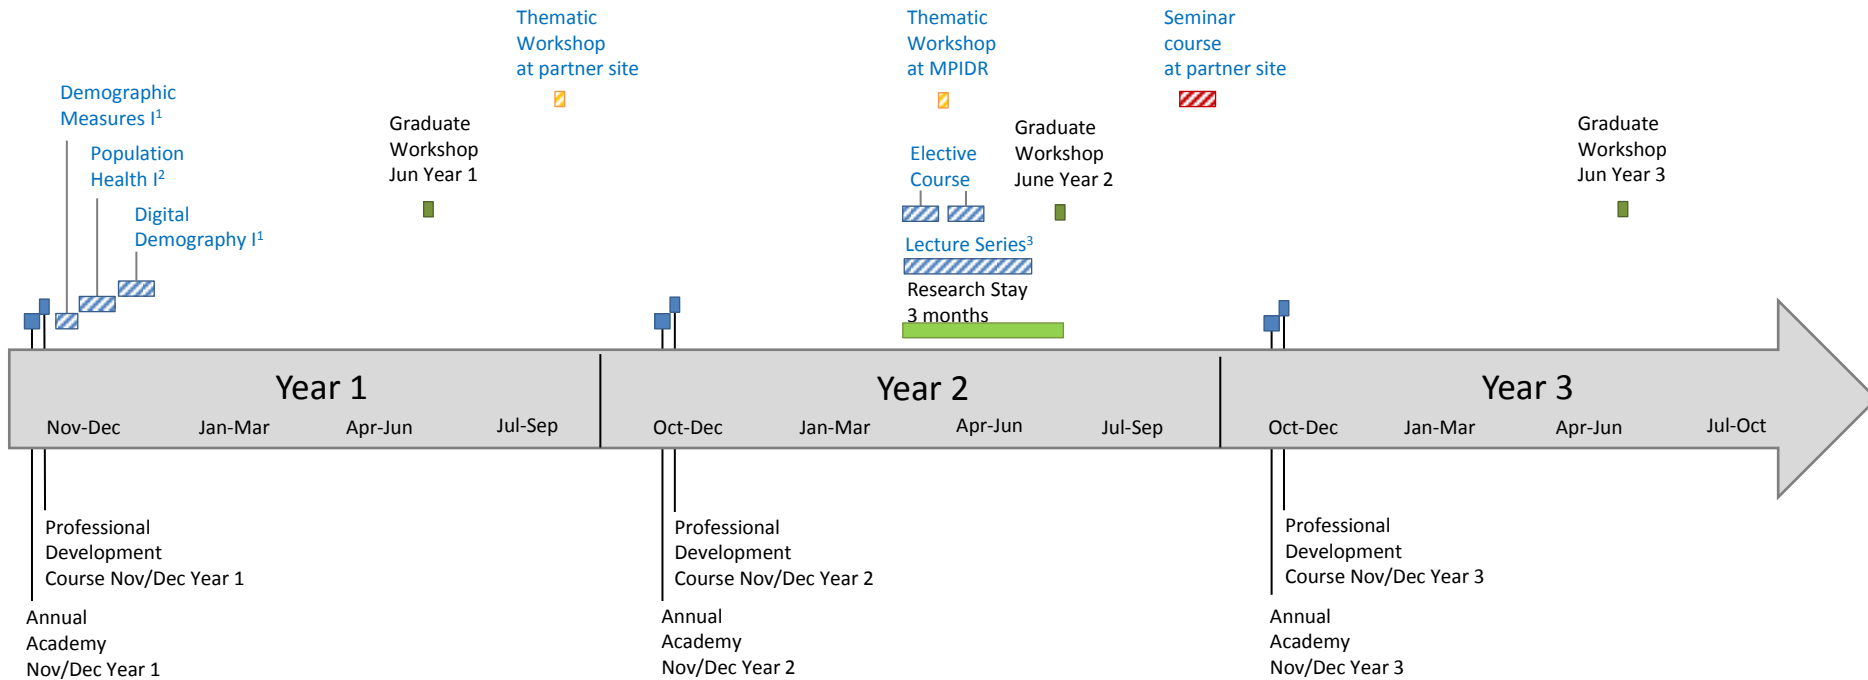 Thematic
Workshop
at partner site
Thematic
Workshop
at MPIDR
Seminar
course
at partner site
Demographic
Measures I¹
Population
Health I²
Digital
Demography I¹
Graduate
Workshop
Jun Year 1
Elective
Course
Graduate
Workshop
June Year 2
Graduate
Workshop
Jun Year 3
Lecture Series³
Research Stay
3 months
Year 1
Year 2
Year 3
Nov-Dec
Jan-Mar
Apr-Jun
Jul-Sep
Oct-Dec
Jan-Mar
Apr-Jun
Jul-Sep
Oct-Dec
Jan-Mar
Apr-Jun
Jul-Oct
Professional
Development
Course Nov/Dec Year 1
Annual
Academy
Nov/Dec Year 1
Professional
Development
Course Nov/Dec Year 2
Annual
Academy
Nov/Dec Year 2
Professional
Development
Course Nov/Dec Year 3
Annual
Academy
Nov/Dec Year 3